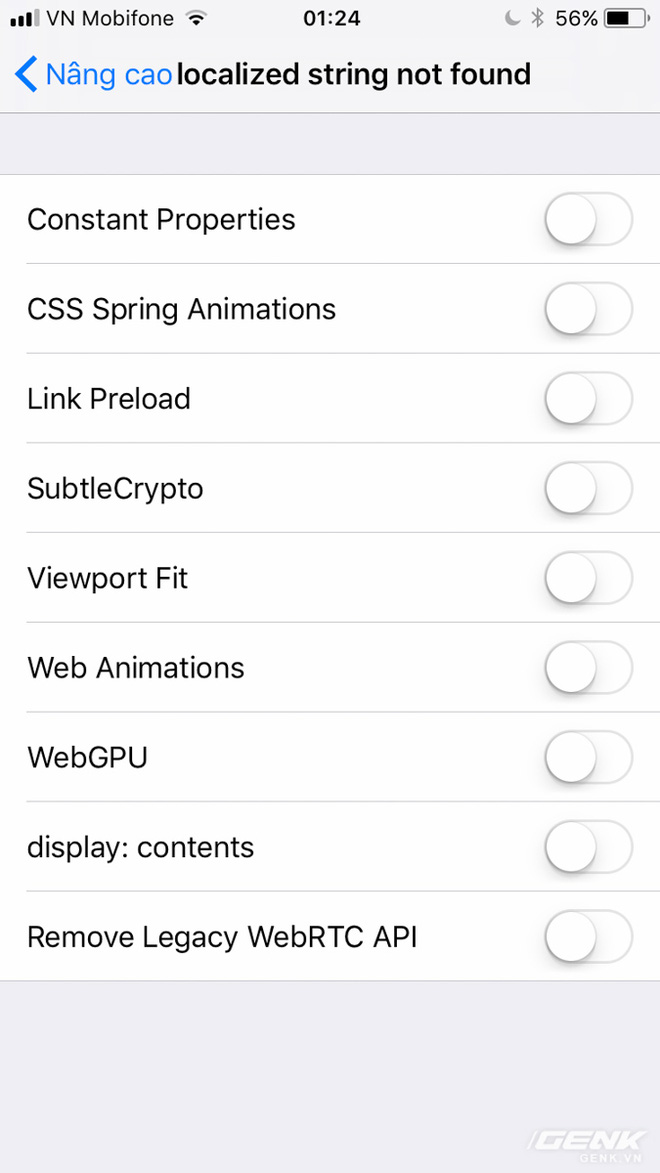 VN Mobifone 01:24 56%
Nâng cao localized string not found
Constant Properties
CSS Spring Animations
Link Preload
SubtleCrypto
Viewport Fit
Web Animations
WebGPU
display: contents
Remove Legacy WebRTC API
GENK
GENK.VN